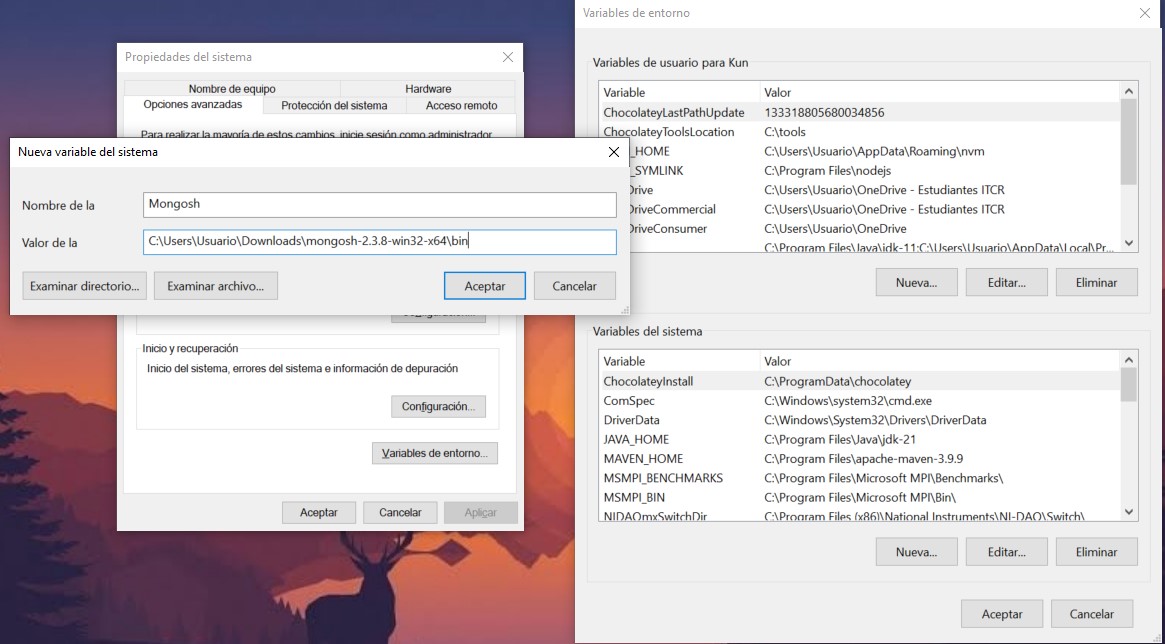 Variables de entorno
Propiedades del sistema
Nombre de equipo
Hardware
Opciones avanzadas
Protección del sistema
Acceso remoto
Para realizar la mayoría de estos cambios, inicie sesión como administrador
Nueva variable del sistema
Nombre de la
Mongosh
Valor de la
C:\Users\Usuario\Downloads\mongosh-2.3.8-win32-x64\bin
Examinar directorio...
Examinar archivo...
Aceptar
Cancelar
Inicio y recuperación
Inicio del sistema, errores del sistema e información de depuración
Configuración...
Variables de entorno...
Aceptar
Cancelar
Aplicar
Variables de usuario para Kun
Variable Valor
ChocolateyLastPathUpdate 133318805680034856
ChocolateyToolsLocation C:\tools
_HOME C:\Users\Usuario\AppData\Roaming\nvm
_SYMLINK C:\Program Files\nodejs
Drive C:\Users\Usuario\OneDrive - Estudiantes ITCR
DriveCommercial C:\Users\Usuario\OneDrive - Estudiantes ITCR
DriveConsumer C:\Users\Usuario\OneDrive
C:\Program Files\Java\jdk-11;C:\Users\Usuario\AppData\Local\Pr...
Nueva...
Editar...
Eliminar
Variables del sistema
Variable Valor
ChocolateyInstall C:\ProgramData\chocolatey
ComSpec C:\Windows\system32\cmd.exe
DriverData C:\Windows\System32\Drivers\DriverData
JAVA_HOME C:\Program Files\Java\jdk-21
MAVEN_HOME C:\Program Files\apache-maven-3.9.9
MSMPI_BENCHMARKS C:\Program Files\Microsoft MPI\Benchmarks\
MSMPI_BIN C:\Program Files\Microsoft MPI\Bin\
NIDAQmxSwitchDir C:\Program Files (x86)\National Instruments\NI-DAQ\Switch\
Nueva...
Editar...
Eliminar
Aceptar
Cancelar